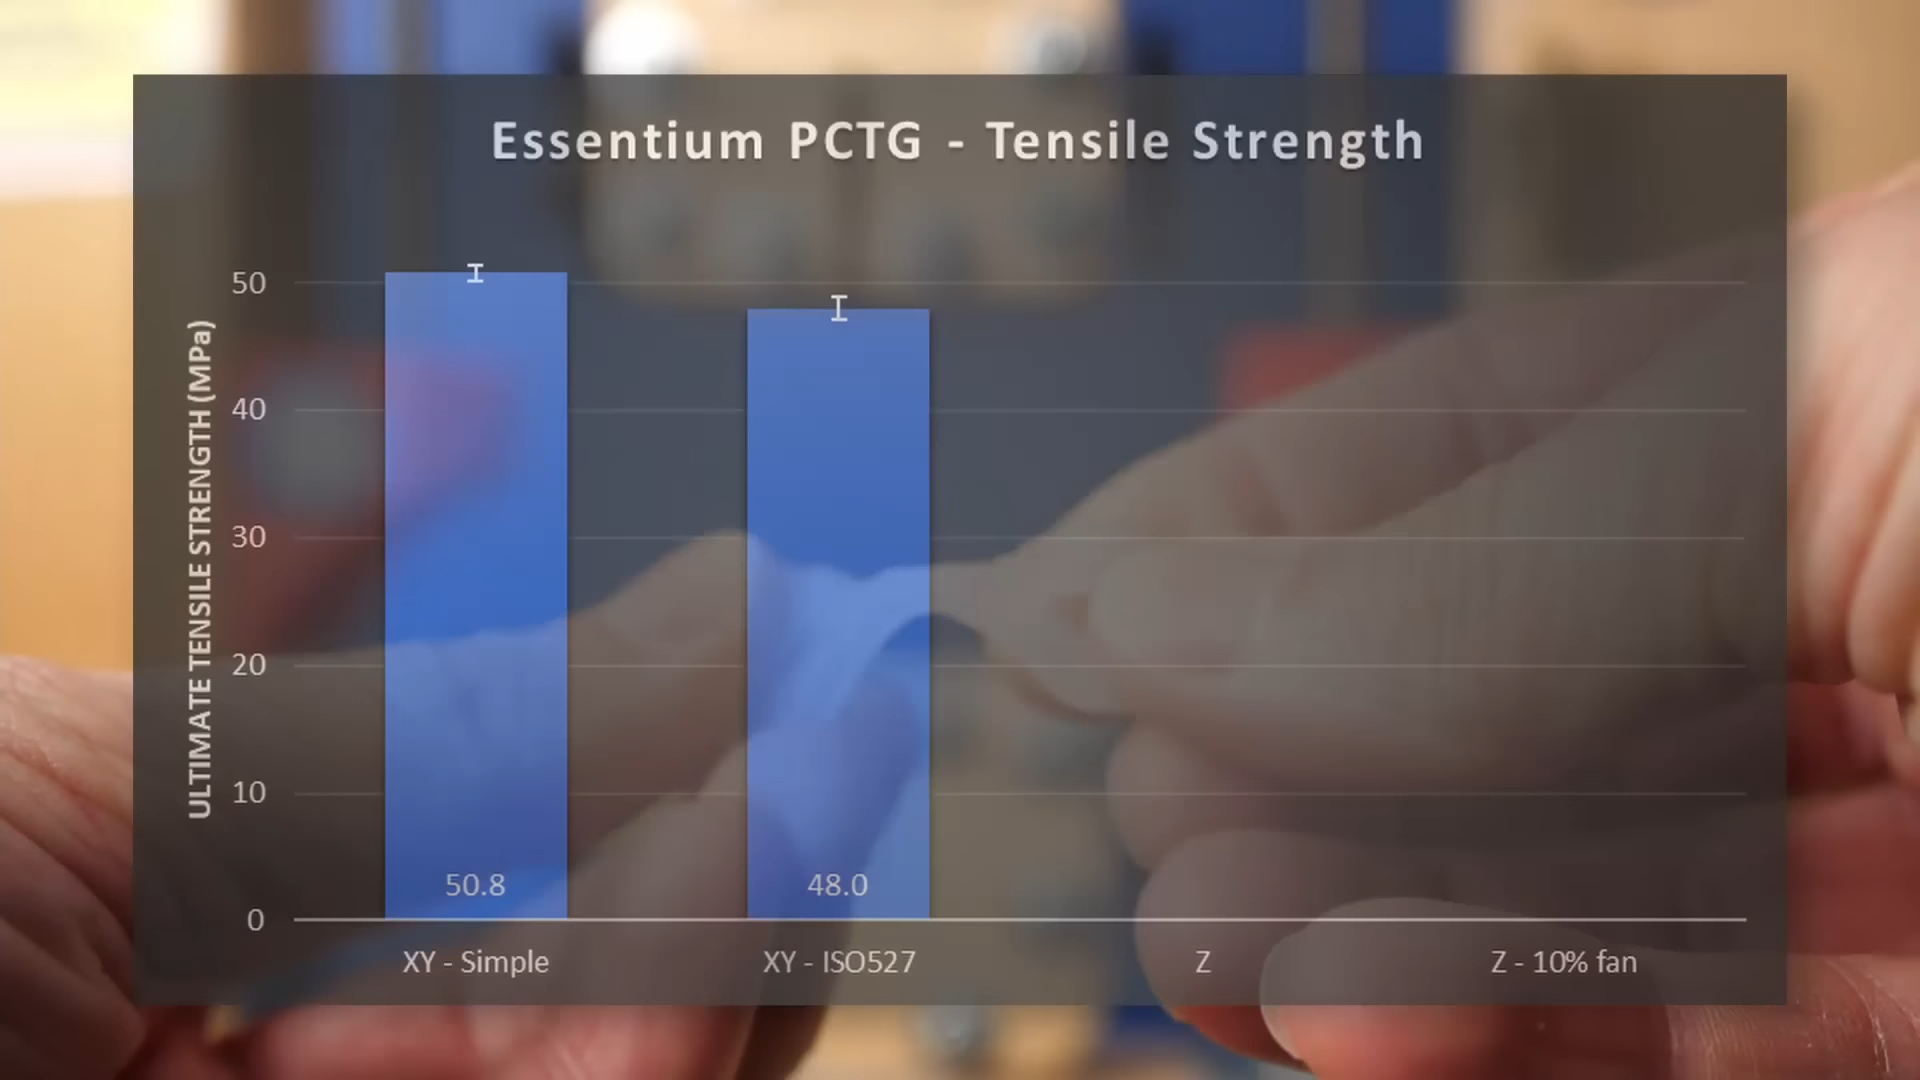 Essentium PCTG - Tensile Strength
ULTIMATE TENSILE STRENGTH (MPa)
50
40
30
20
10
0
50.8
48.0
XY - Simple
XY - ISO527
Z
Z - 10% fan